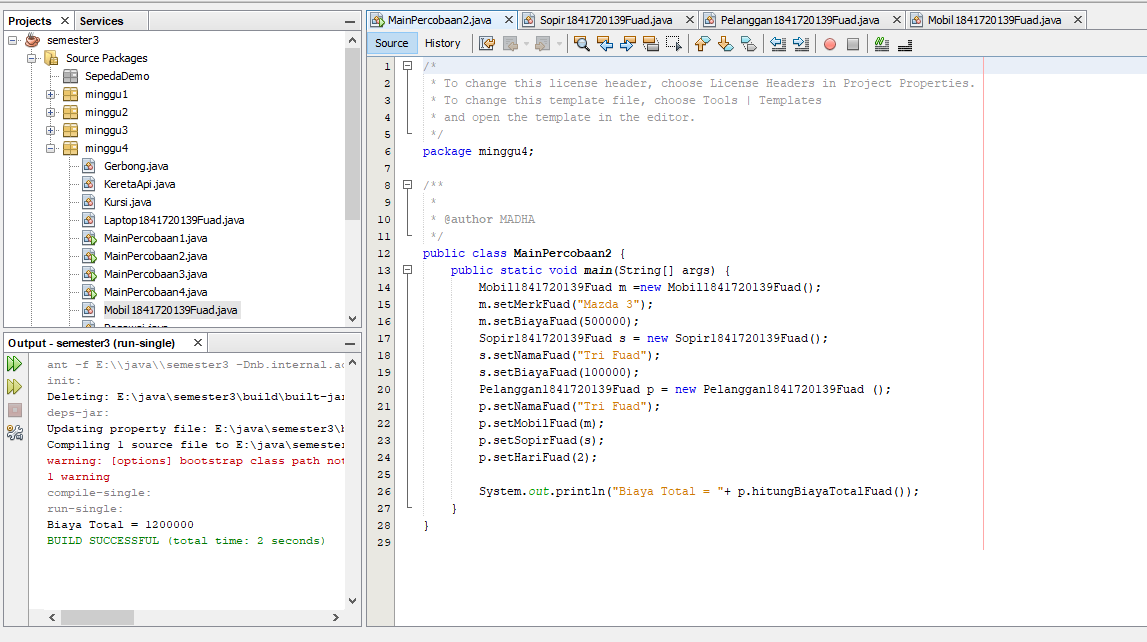 Projects
Services
semester3
Source Packages
SepedaDemo
minggu1
minggu2
minggu3
minggu4
Gerbong.java
KeretaApi.java
Kursi.java
Laptop1841720139Fuad.java
MainPercobaan1.java
MainPercobaan2.java
MainPercobaan3.java
MainPercobaan4.java
Mobil1841720139Fuad.java
Output - semester3 (run-single)
ant -f E:\\java\\semester3 -Dnb.internal.ac
init:
Deleting: E:\java\semester3\build\built-jar
deps-jar:
Updating property file: E:\java\semester3\b
Compiling 1 source file to E:\java\semester
warning: [options] bootstrap class path not
1 warning
compile-single:
run-single:
Biaya Total = 1200000
BUILD SUCCESSFUL (total time: 2 seconds)
MainPercobaan2.java
Sopir1841720139Fuad.java
Pelanggan1841720139Fuad.java
Mobil1841720139Fuad.java
Source
History
1 /*
2 * To change this license header, choose License Headers in Project Properties.
3 * To change this template file, choose Tools | Templates
4 * and open the template in the editor.
5 */
6 package minggu4;
7
8 /**
9 *
10 * @author MADHA
11 */
12 public class MainPercobaan2 {
13 public static void main(String[] args) {
14 Mobil1841720139Fuad m =new Mobil1841720139Fuad();
15 m.setMerkFuad("Mazda 3");
16 m.setBiayaFuad(500000);
17 Sopir1841720139Fuad s = new Sopir1841720139Fuad();
18 s.setNamaFuad("Tri Fuad");
19 s.setBiayaFuad(100000);
20 Pelanggan1841720139Fuad p = new Pelanggan1841720139Fuad ();
21 p.setNamaFuad("Tri Fuad");
22 p.setMobilFuad(m);
23 p.setSopirFuad(s);
24 p.setHariFuad(2);
25
26 System.out.println("Biaya Total = "+ p.hitungBiayaTotalFuad());
27 }
28 }
29